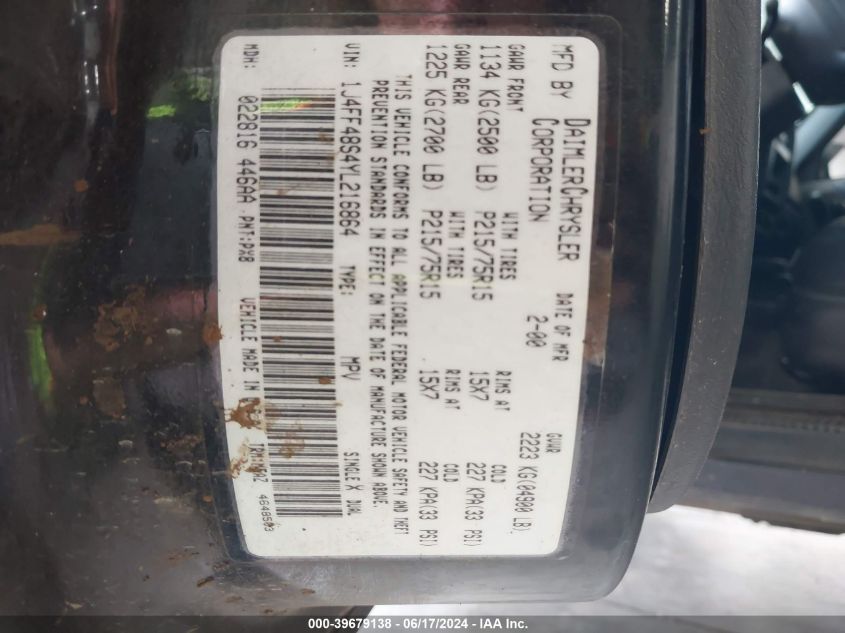 MFD BY DAIMLERCHRYSLER CORPORATION
DATE OF MFR 2-00
GVWR 2223 KG(04900 LB)
GAWR FRONT WITH TIRES RIMS AT COLD
1134 KG(2500 LB) P215/75R15 15X7 227 KPA(33 PSI)
GAWR REAR WITH TIRES RIMS AT COLD
1225 KG(2700 LB) P215/75R15 15X7 227 KPA(33 PSI)
THIS VEHICLE CONFORMS TO ALL APPLICABLE FEDERAL MOTOR VEHICLE SAFETY AND THEFT
PREVENTION STANDARDS IN EFFECT ON THE DATE OF MANUFACTURE SHOWN ABOVE.
VIN: 1J4FF48S4YL216864 TYPE: MPV SINGLE X DUAL
MDH: 022816 446AA PNT:PX8 VEHICLE MADE IN
000-39679138 - 06/17/2024 - IAA Inc.